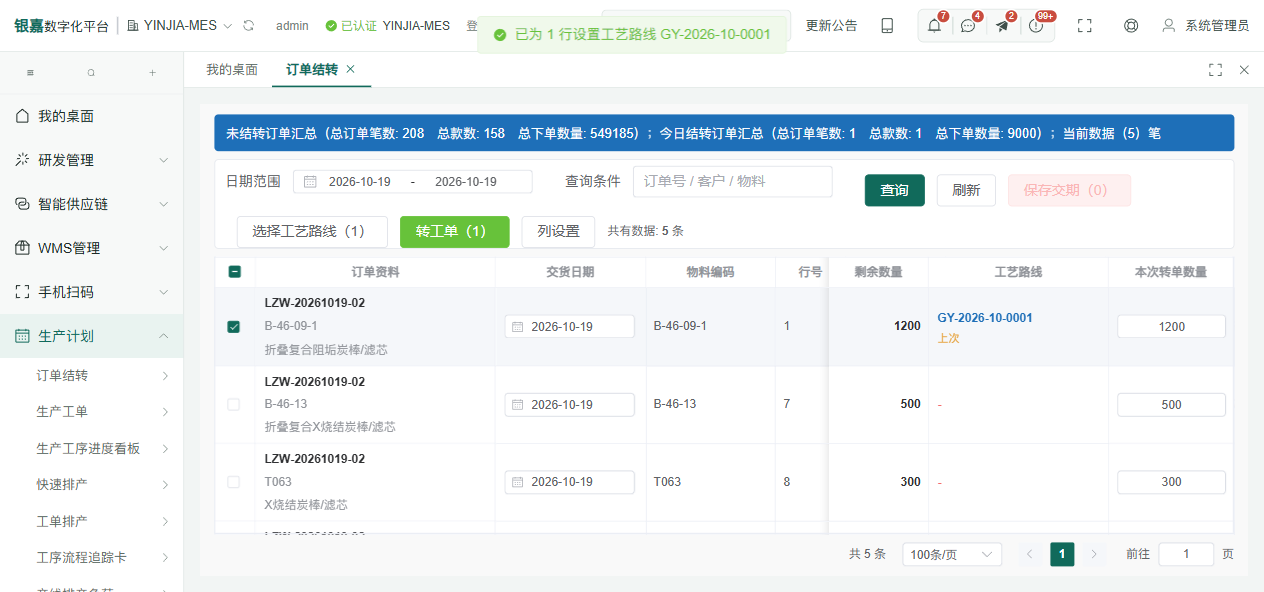 银嘉数字化平台 YINJIA-MES admin 已认证 YINJIA-MES 登 更新公告 7 4 2 99+ 系统管理员
已为 1 行设置工艺路线 GY-2026-10-0001
我的桌面 订单结转
我的桌面
研发管理
智能供应链
WMS管理
手机扫码
生产计划
订单结转
生产工单
生产工序进度看板
快速排产
工单排产
工序流程追踪卡
未结转订单汇总（总订单笔数: 208 总款数: 158 总下单数量: 549185）；今日结转订单汇总（总订单笔数: 1 总款数: 1 总下单数量: 9000）；当前数据（5）笔
日期范围 2026-10-19 - 2026-10-19 查询条件 订单号 / 客户 / 物料 查询 刷新 保存交期（0）
选择工艺路线（1） 转工单（1） 列设置 共有数据: 5 条
订单资料 交货日期 物料编码 行号 剩余数量 工艺路线 本次转单数量
LZW-20261019-02
B-46-09-1 2026-10-19 B-46-09-1 1 1200 GY-2026-10-0001 1200
折叠复合阻垢炭棒/滤芯 上次
LZW-20261019-02
B-46-13 2026-10-19 B-46-13 7 500 - 500
折叠复合X烧结炭棒/滤芯
LZW-20261019-02
T063 2026-10-19 T063 8 300 - 300
X烧结炭棒/滤芯
共 5 条 100条/页 1 前往 1 页